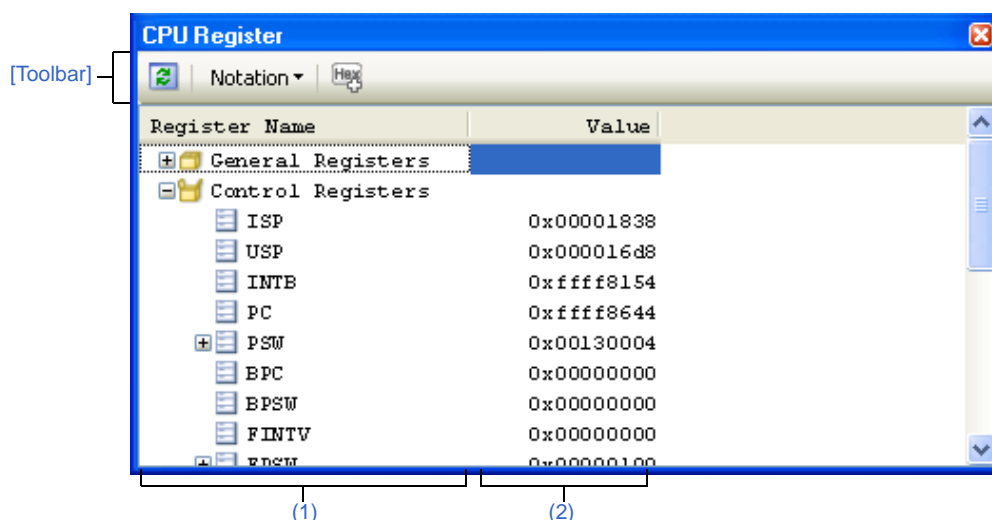 CPU Register
[Toolbar]
Notation
Hex
Register Name Value
General Registers
Control Registers
ISP 0x00001838
USP 0x000016d8
INTB 0xffff8154
PC 0xffff8644
PSW 0x00130004
BPC 0x00000000
BPSW 0x00000000
FINTV 0x00000000
0x00000100
(1) (2)